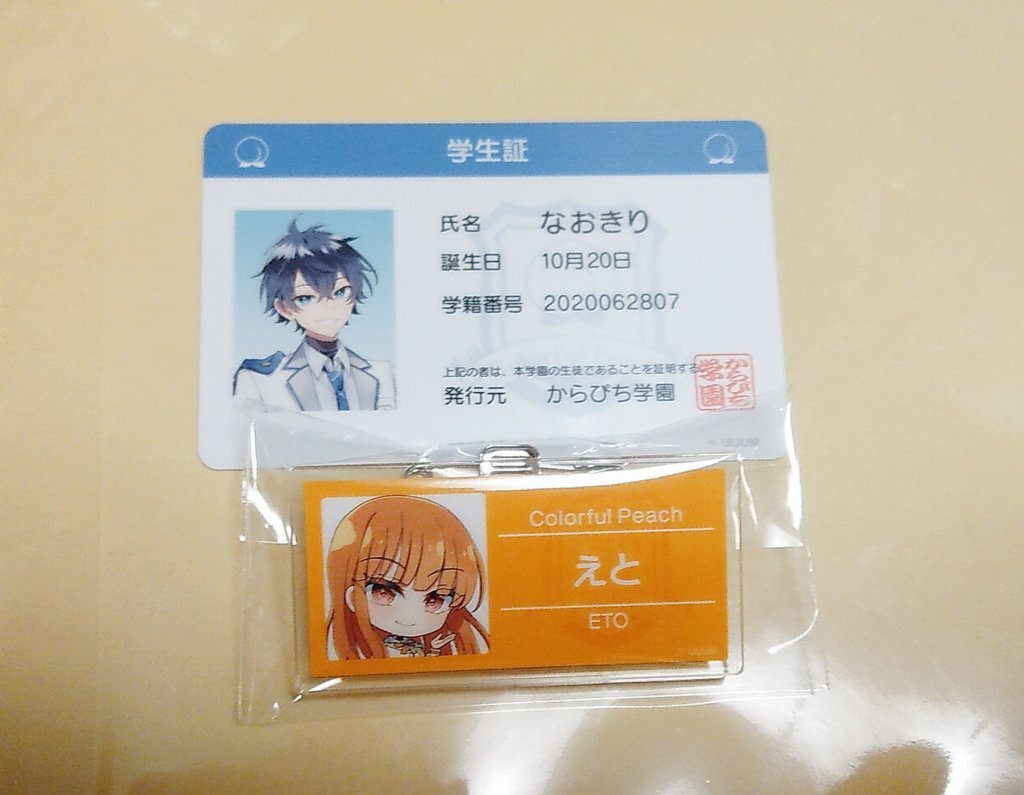 学生証
氏名 なおきり
誕生日 10月20日
学籍番号 2020062807
上記の者は、本学園の生徒であることを証明する
発行元 からぴち学園
からぴち
学園
© UUUM
Colorful Peach
えと
ETO
© UUUM